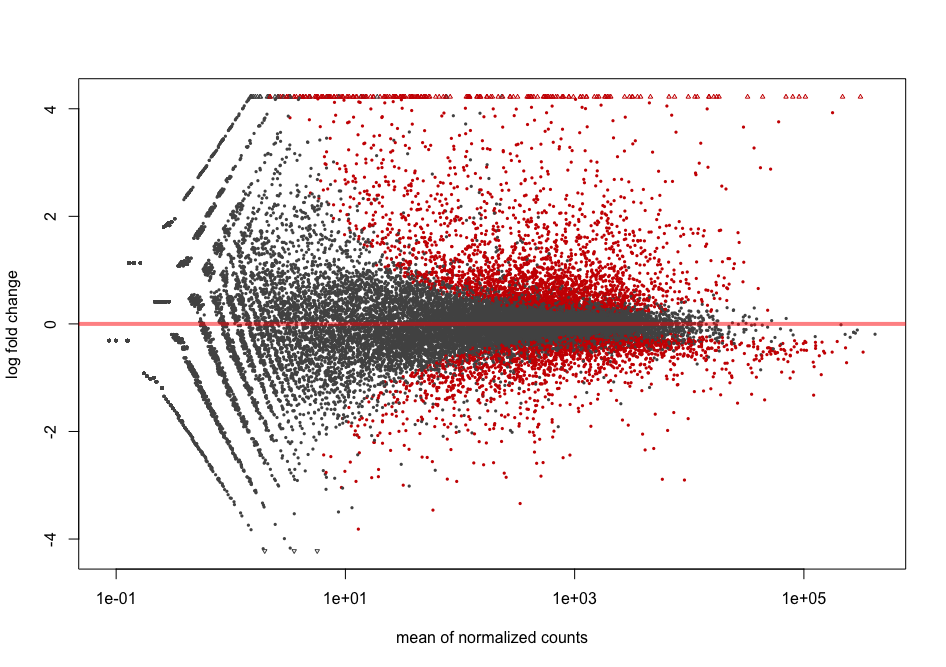 4
2
0
-2
-4
log fold change
1e-01
1e+01
1e+03
1e+05
mean of normalized counts